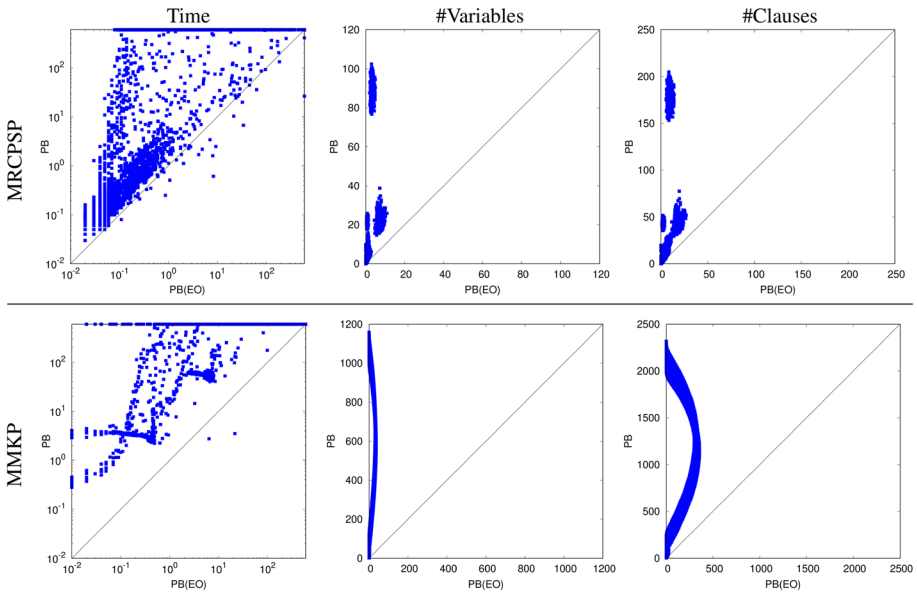 Time #Variables #Clauses
MRCPSP
10^2
10^1
10^0
10^-1
10^-2
PB
10^-2 10^-1 10^0 10^1 10^2
PB(EO)
120
100
80
60
40
20
0
PB
0 20 40 60 80 100 120
PB(EO)
250
200
150
100
50
0
PB
0 50 100 150 200 250
PB(EO)
MMKP
10^2
10^1
10^0
10^-1
10^-2
PB
10^-2 10^-1 10^0 10^1 10^2
PB(EO)
1200
1000
800
600
400
200
0
PB
0 200 400 600 800 1000 1200
PB(EO)
2500
2000
1500
1000
500
0
PB
0 500 1000 1500 2000 2500
PB(EO)